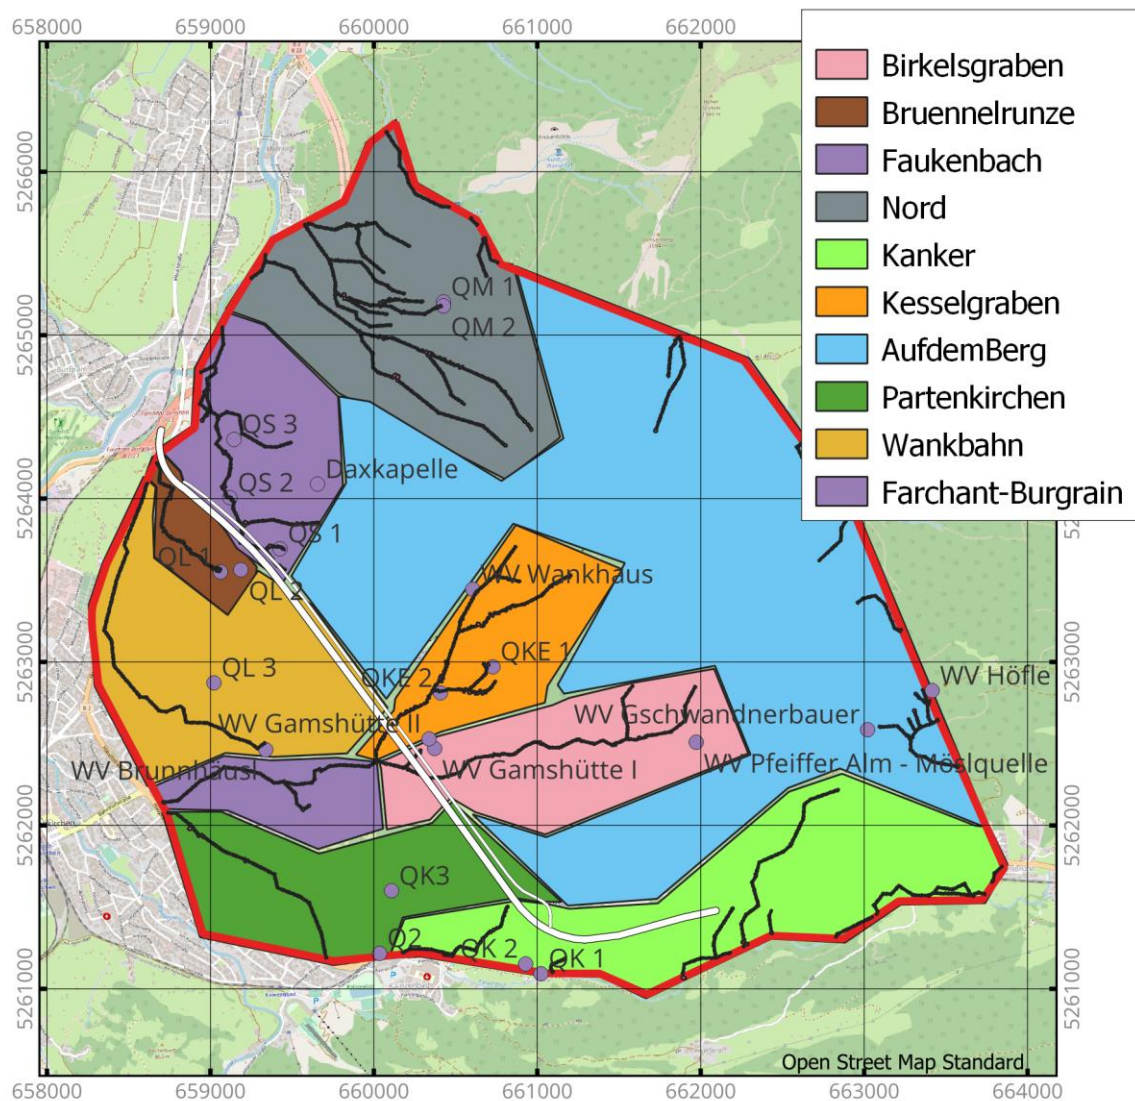 658000 659000 660000 661000 662000
Birkelsgraben
Bruennelrunze
Faukenbach
Nord
Kanker
Kesselgraben
AufdemBerg
Partenkirchen
Wankbahn
Farchant-Burgrain
5266000
5265000
5264000
5263000
5262000
5261000
QM 1
QM 2
QS 3
QS 2
Daxkapelle
QS 1
QL 1
QL 2
WV Wankhaus
QL 3
QKE 2
QKE 1
WV Höfle
WV Gamshütte II
WV Gschwandnerbauer
WV Brunnhäusl
WV Gamshütte I
WV Pfeiffer Alm - Möslquelle
QK3
Q2
QK 2
QK 1
5263000
5262000
5261000
Open Street Map Standard
658000 659000 660000 661000 662000 663000 664000